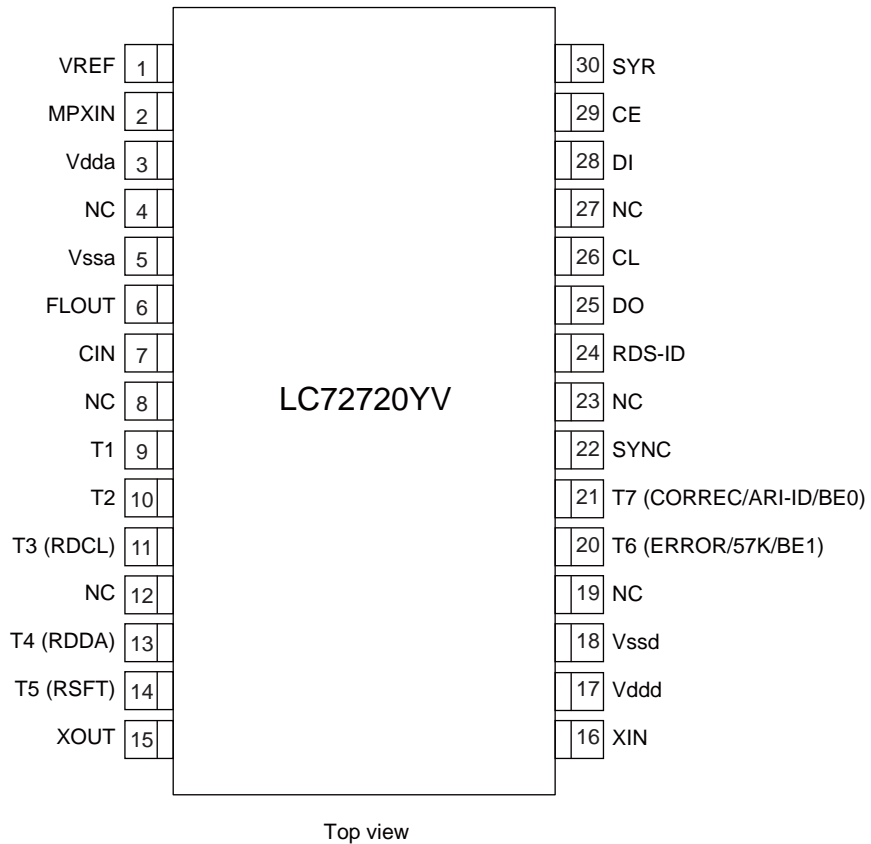 VREF 1 30 SYR
MPXIN 2 29 CE
Vdda 3 28 DI
NC 4 27 NC
Vssa 5 26 CL
FLOUT 6 25 DO
CIN 7 24 RDS-ID
NC 8 LC72720YV 23 NC
T1 9 22 SYNC
T2 10 21 T7 (CORREC/ARI-ID/BE0)
T3 (RDCL) 11 20 T6 (ERROR/57K/BE1)
NC 12 19 NC
T4 (RDDA) 13 18 Vssd
T5 (RSFT) 14 17 Vddd
XOUT 15 16 XIN
Top view